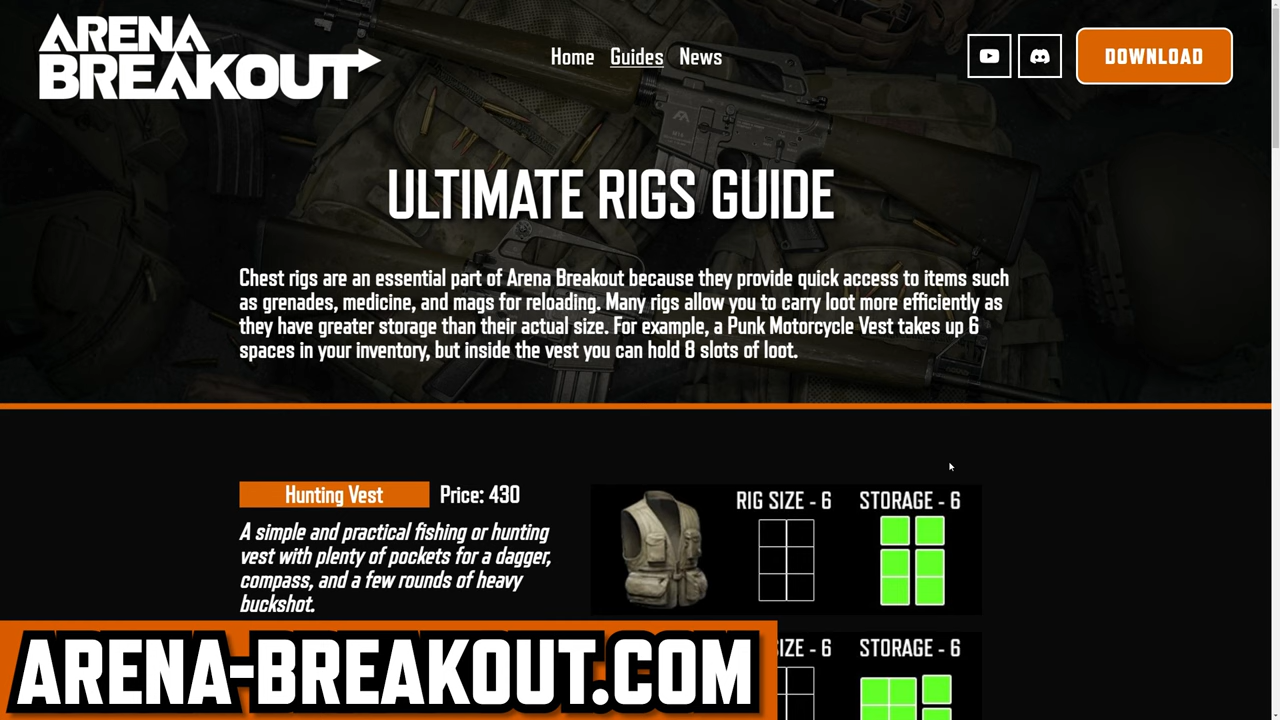 ARENA
BREAKOUT
Home Guides News
DOWNLOAD
ULTIMATE RIGS GUIDE
Chest rigs are an essential part of Arena Breakout because they provide quick access to items such
as grenades, medicine, and mags for reloading. Many rigs allow you to carry loot more efficiently as
they have greater storage than their actual size. For example, a Punk Motorcycle Vest takes up 6
spaces in your inventory, but inside the vest you can hold 8 slots of loot.
Hunting Vest Price: 430
A simple and practical fishing or hunting
vest with plenty of pockets for a dagger,
compass, and a few rounds of heavy
buckshot.
RIG SIZE - 6 STORAGE - 6
SIZE - 6 STORAGE - 6
ARENA-BREAKOUT.COM